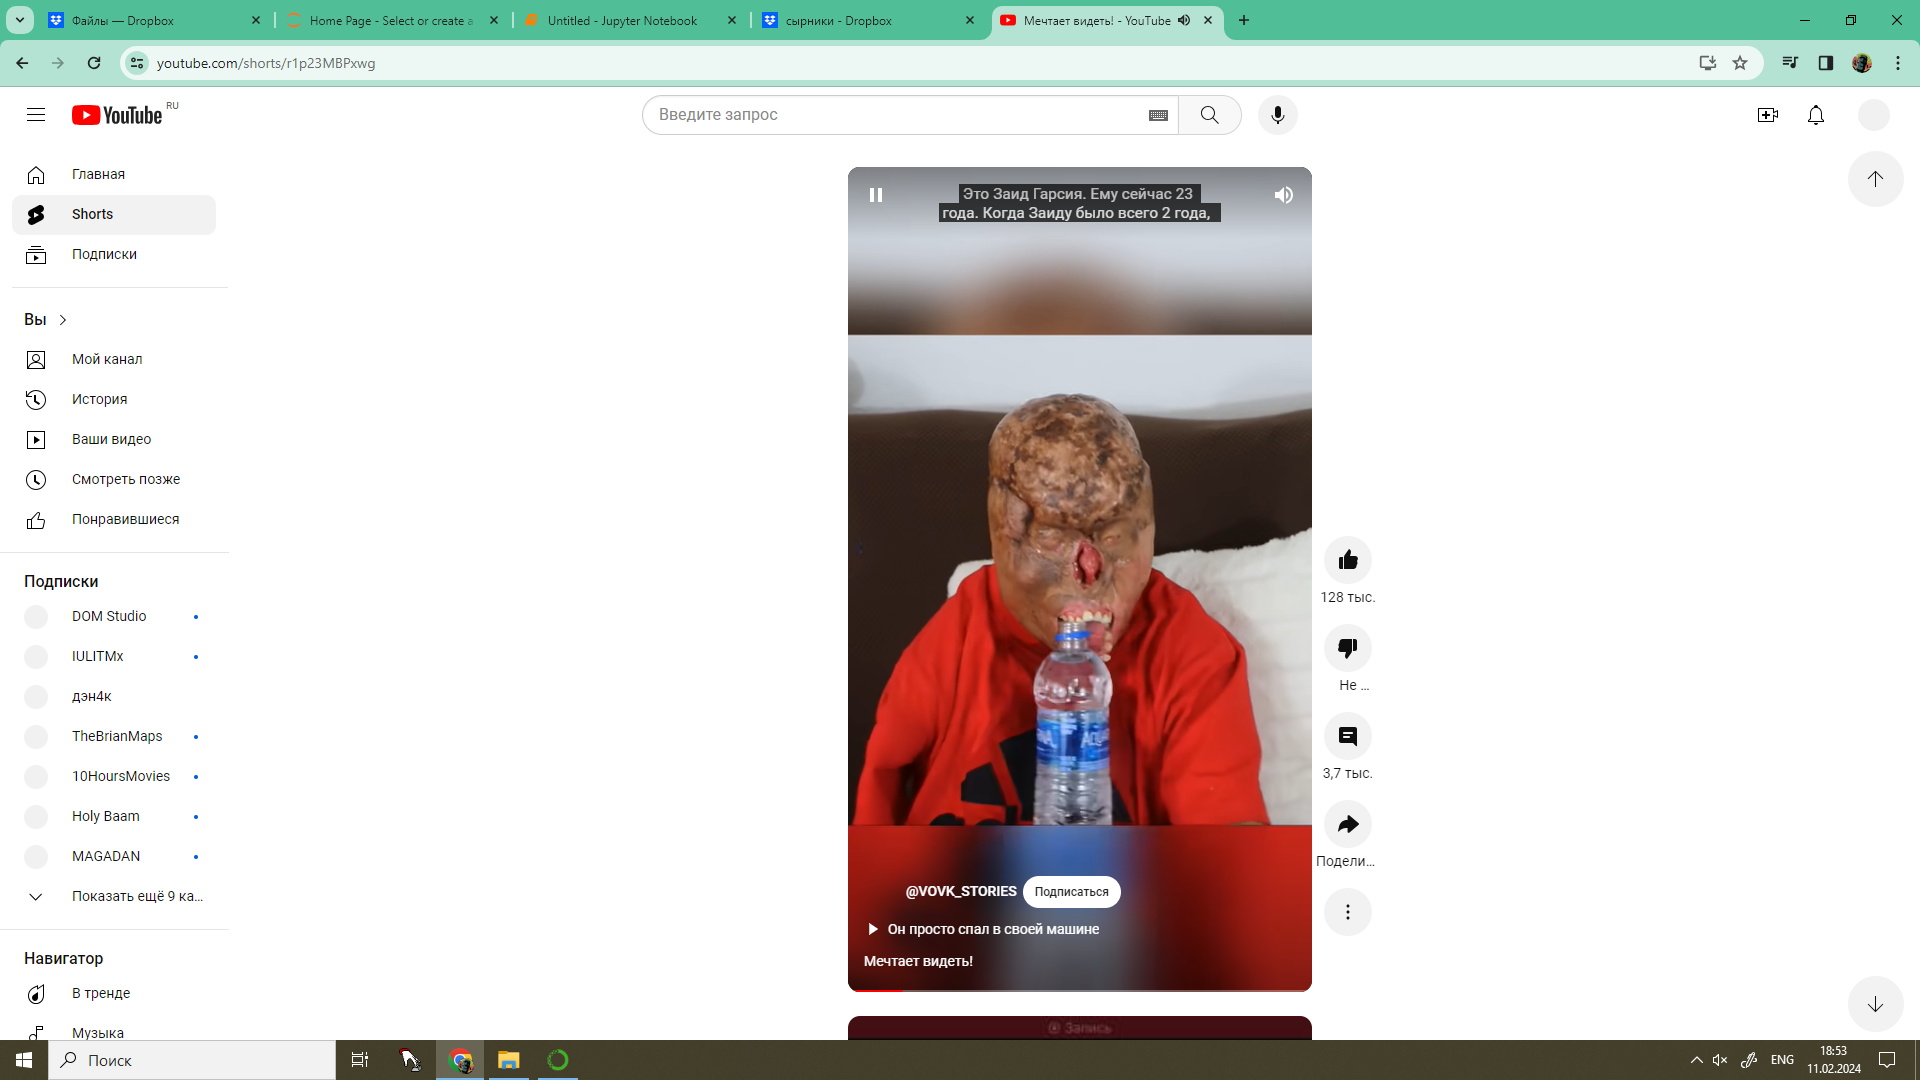 Файлы — Dropbox
Home Page - Select or create a
Untitled - Jupyter Notebook
сырники - Dropbox
Мечтает видеть! - YouTube
youtube.com/shorts/r1p23MBPxwg
YouTube RU
Введите запрос
Главная
Shorts
Подписки
Вы
Мой канал
История
Ваши видео
Смотреть позже
Понравившиеся
Подписки
DOM Studio
IULITMx
дэн4к
TheBrianMaps
10HoursMovies
Holy Baam
MAGADAN
Показать ещё 9 ка...
Навигатор
В тренде
Музыка
Это Заид Гарсия. Ему сейчас 23
года. Когда Заиду было всего 2 года,
@VOVK_STORIES Подписаться
Он просто спал в своей машине
Мечтает видеть!
128 тыс.
Не ...
3,7 тыс.
Подели...
Запись
Поиск
ENG
18:53
11.02.2024